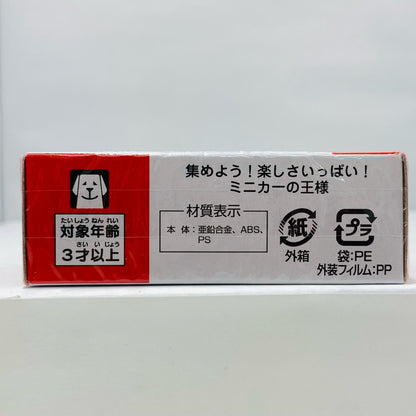 集めよう！楽しさいっぱい！
ミニカーの王様
たいしょうねんれい
対象年齢
さいいじょう
3才以上
材質表示
本体：亜鉛合金、ABS、
PS
紙
外箱
プラ
袋：PE
外装フィルム：PP